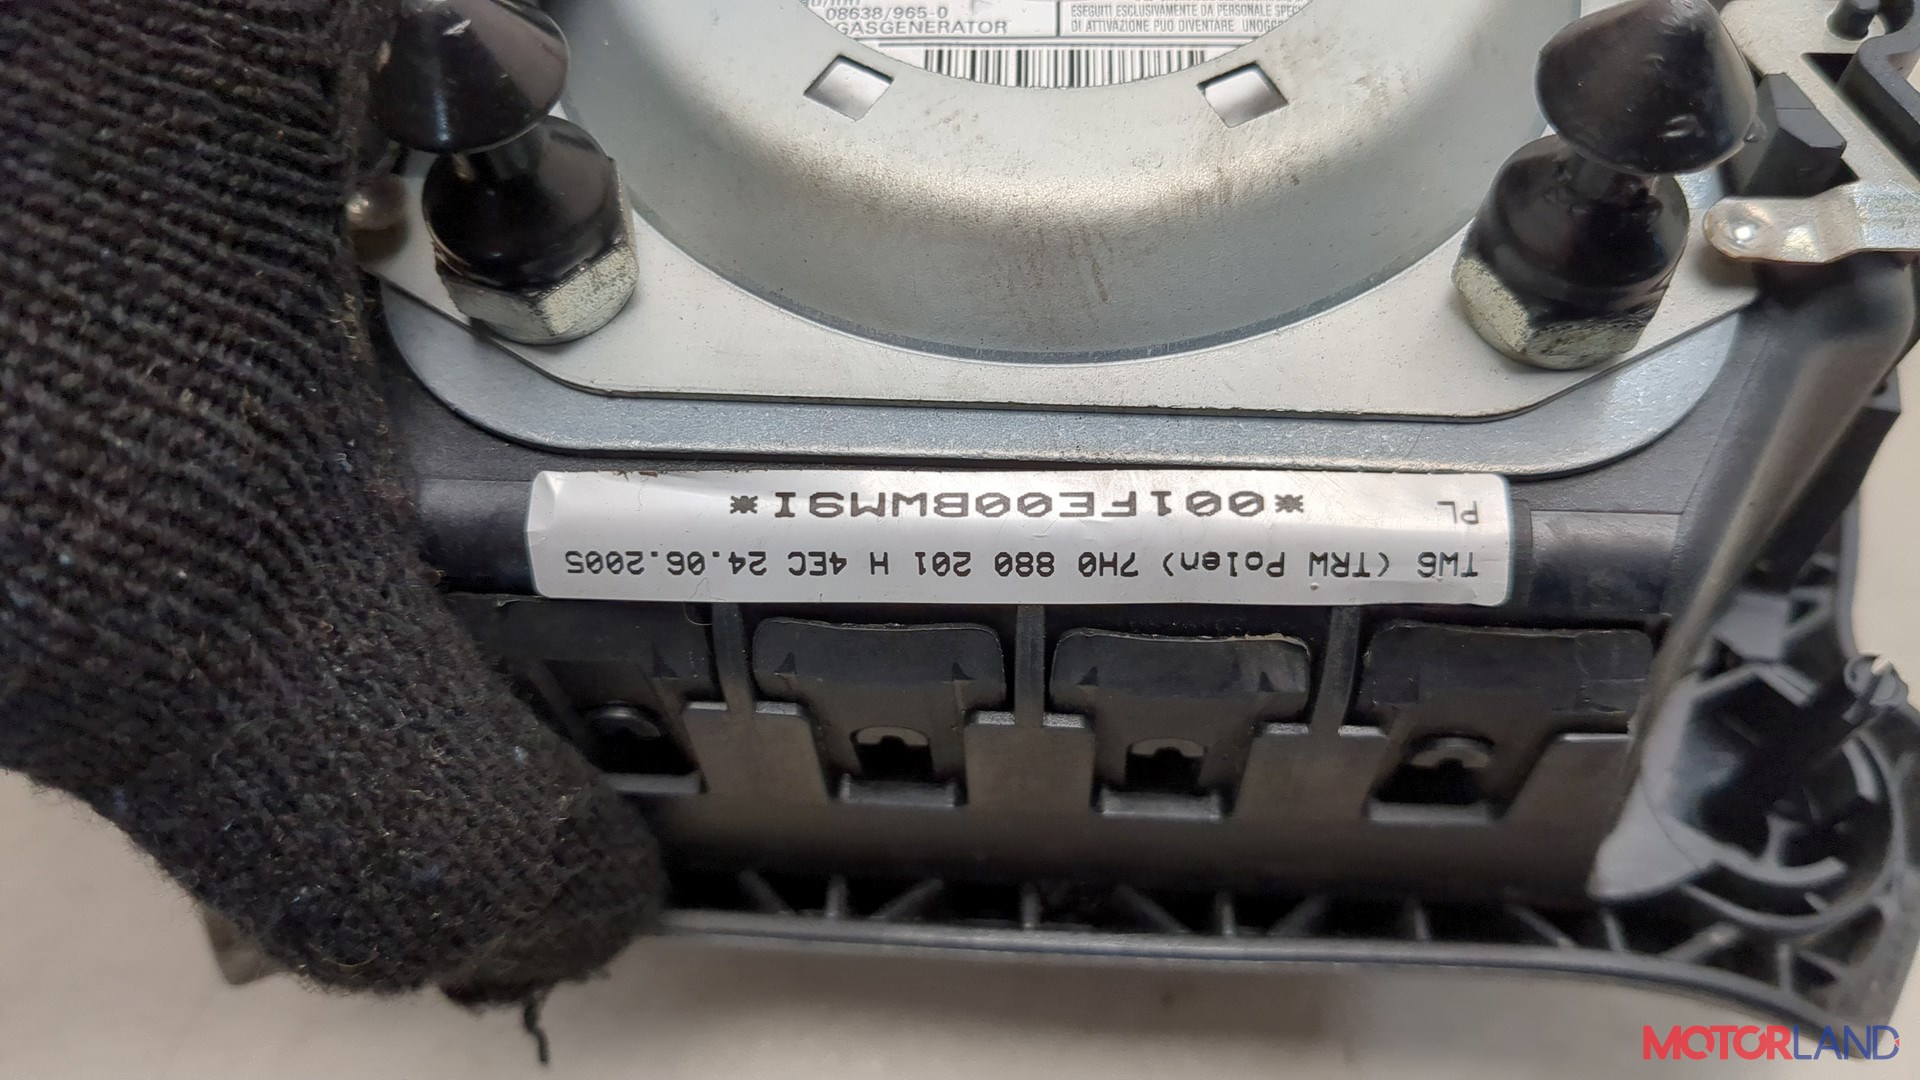 08638/965-0
GASGENERATOR
ESEGUITI ESCLUSIVAMENTE DA PERSONALE
DI ATTIVAZIONE PUÒ DIVENTARE
TW6 (TRW Polen) 7H0 880 201 H 4EC 24.06.2005
PL *001FE00BWM9I*
MOTORLAND